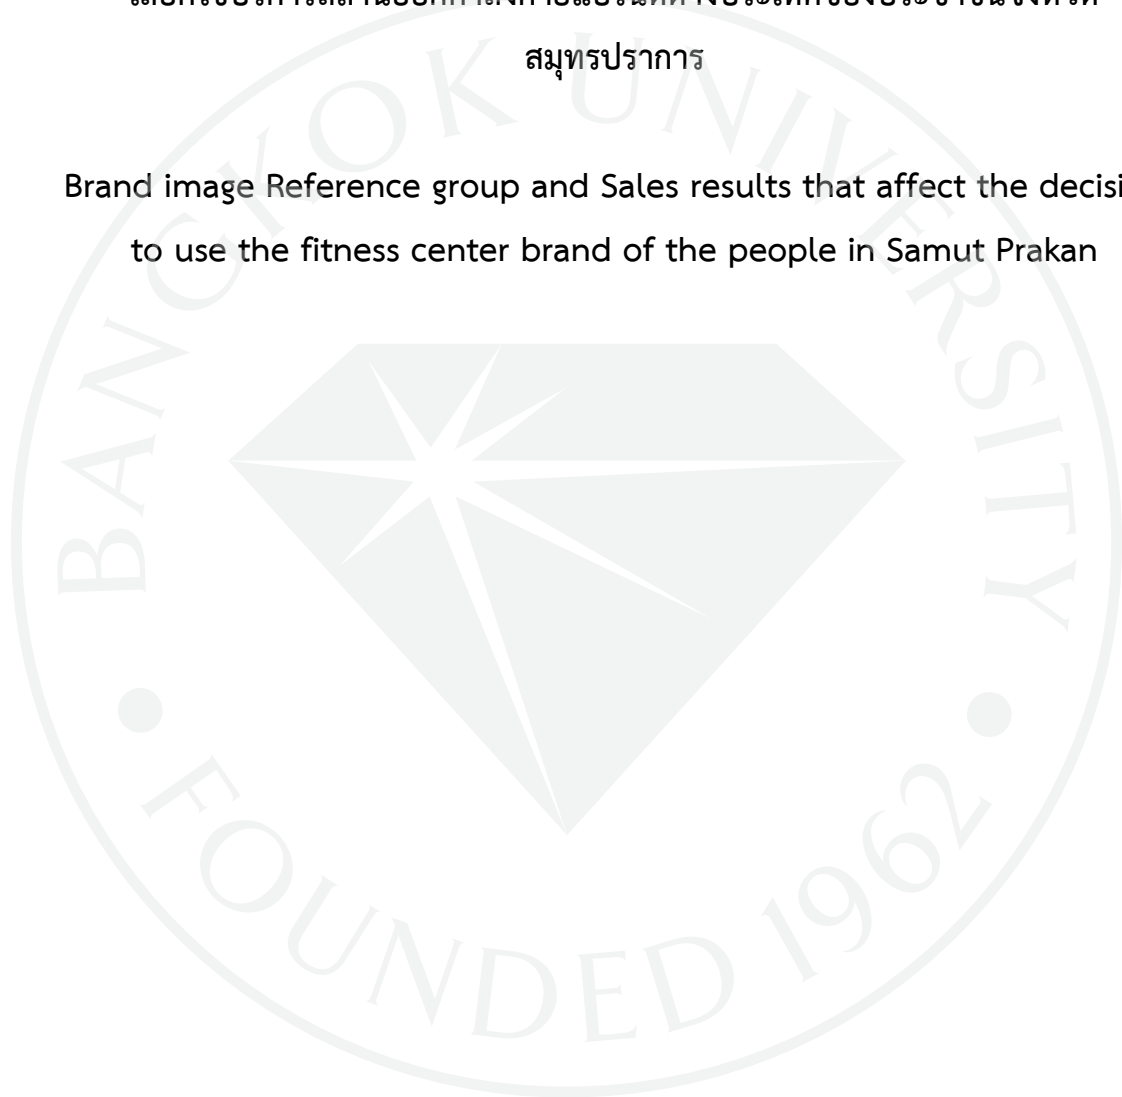 สมุทรปราการ
Brand image Reference group and Sales results that affect the decisi
to use the fitness center brand of the people in Samut Prakan
BANGKOK UNIVERSITY
• FOUNDED 1962 •